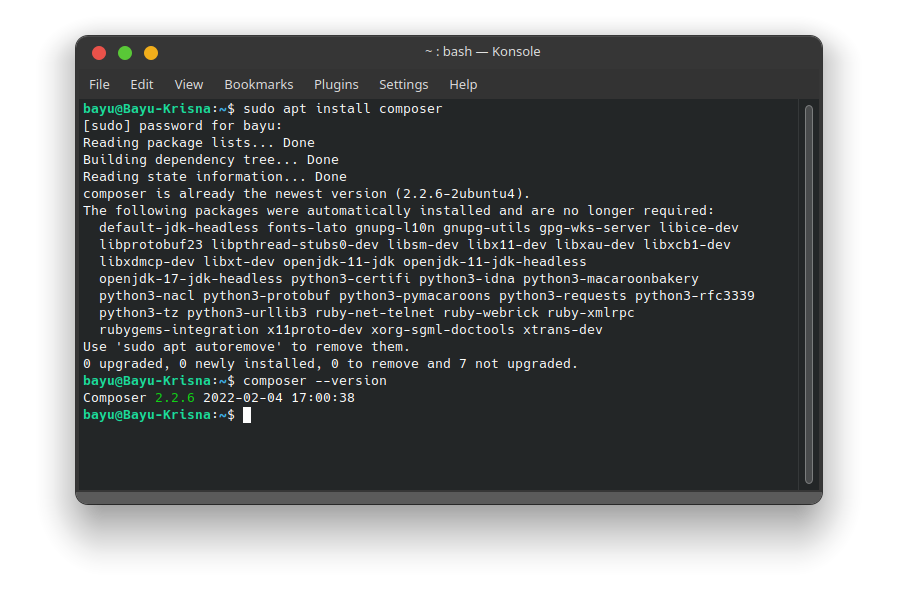 ~ : bash — Konsole
File Edit View Bookmarks Plugins Settings Help
bayu@Bayu-Krisna:~$ sudo apt install composer
[sudo] password for bayu:
Reading package lists... Done
Building dependency tree... Done
Reading state information... Done
composer is already the newest version (2.2.6-2ubuntu4).
The following packages were automatically installed and are no longer required:
  default-jdk-headless fonts-lato gnupg-l10n gnupg-utils gpg-wks-server libice-dev
  libprotobuf23 libpthread-stubs0-dev libsm-dev libx11-dev libxau-dev libxcb1-dev
  libxdmcp-dev libxt-dev openjdk-11-jdk openjdk-11-jdk-headless
  openjdk-17-jdk-headless python3-certifi python3-idna python3-macaroonbakery
  python3-nacl python3-protobuf python3-pymacaroons python3-requests python3-rfc3339
  python3-tz python3-urllib3 ruby-net-telnet ruby-webrick ruby-xmlrpc
  rubygems-integration x11proto-dev xorg-sgml-doctools xtrans-dev
Use 'sudo apt autoremove' to remove them.
0 upgraded, 0 newly installed, 0 to remove and 7 not upgraded.
bayu@Bayu-Krisna:~$ composer --version
Composer 2.2.6 2022-02-04 17:00:38
bayu@Bayu-Krisna:~$